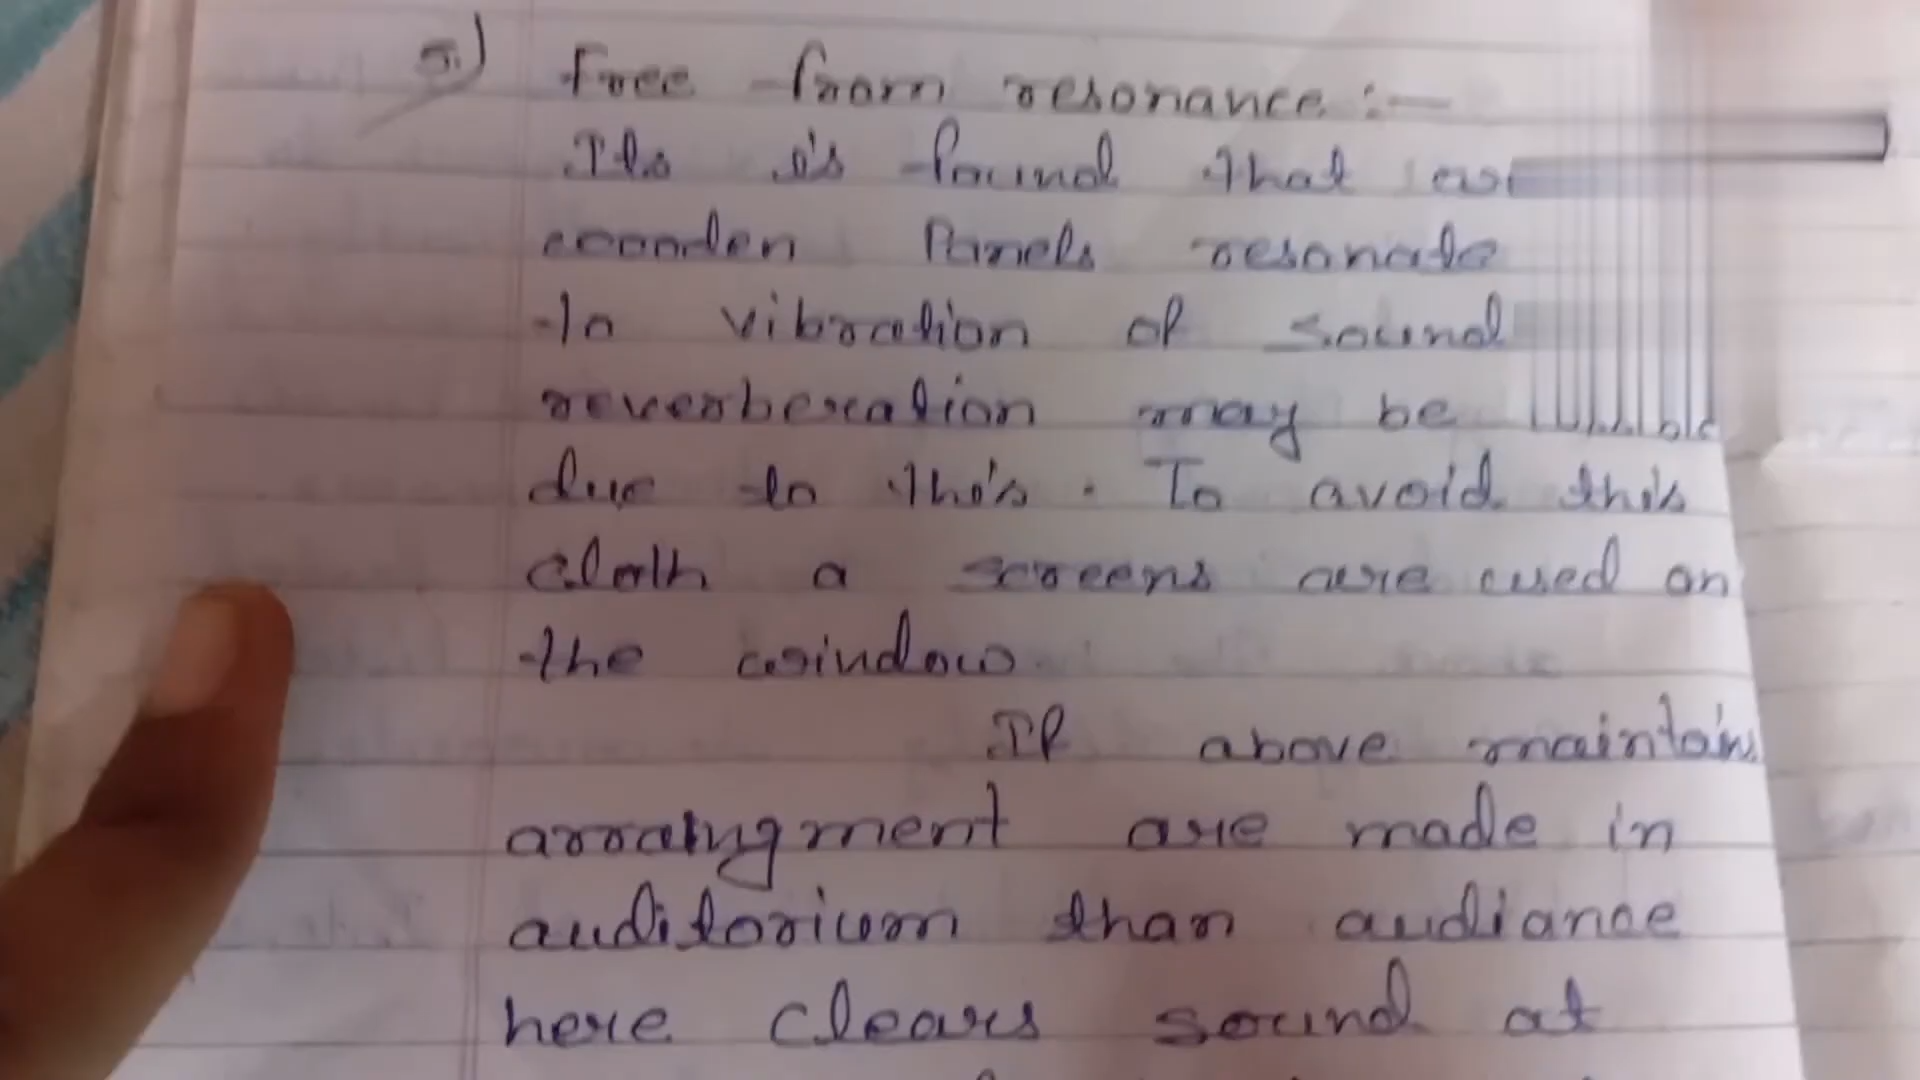 5.) Free from resonance :-
Its is found that
wooden Panels resonate
to vibration of sound
reverberation may be
due to this. To avoid this
cloth a screens are used on
the window
If above maintain
arrangment are made in
auditorium than audiance
here clears sound at